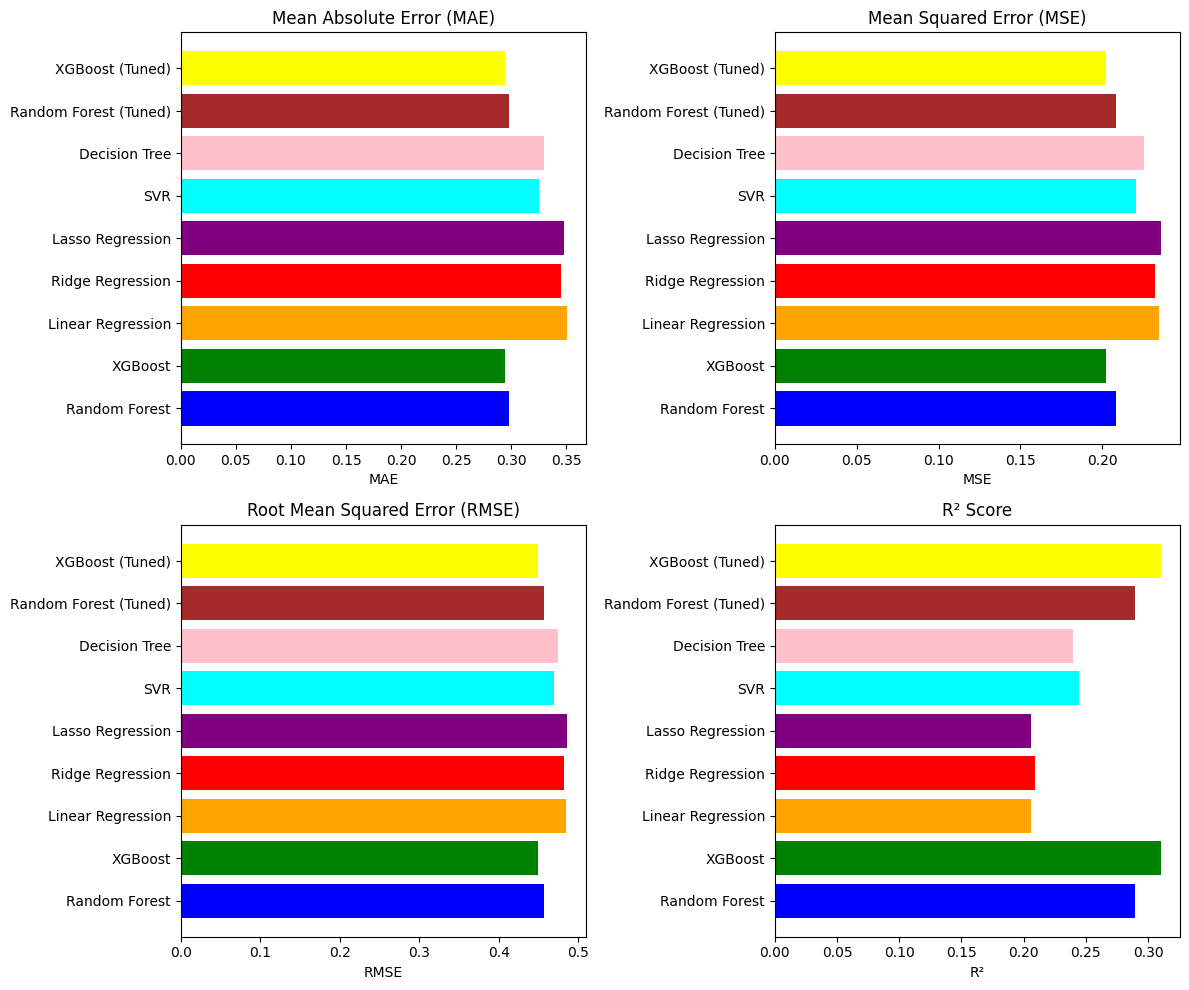 Mean Absolute Error (MAE)
XGBoost (Tuned)
Random Forest (Tuned)
Decision Tree
SVR
Lasso Regression
Ridge Regression
Linear Regression
XGBoost
Random Forest
0.00 0.05 0.10 0.15 0.20 0.25 0.30 0.35
MAE
Mean Squared Error (MSE)
XGBoost (Tuned)
Random Forest (Tuned)
Decision Tree
SVR
Lasso Regression
Ridge Regression
Linear Regression
XGBoost
Random Forest
0.00 0.05 0.10 0.15 0.20
MSE
Root Mean Squared Error (RMSE)
XGBoost (Tuned)
Random Forest (Tuned)
Decision Tree
SVR
Lasso Regression
Ridge Regression
Linear Regression
XGBoost
Random Forest
0.0 0.1 0.2 0.3 0.4 0.5
RMSE
R² Score
XGBoost (Tuned)
Random Forest (Tuned)
Decision Tree
SVR
Lasso Regression
Ridge Regression
Linear Regression
XGBoost
Random Forest
0.00 0.05 0.10 0.15 0.20 0.25 0.30
R²